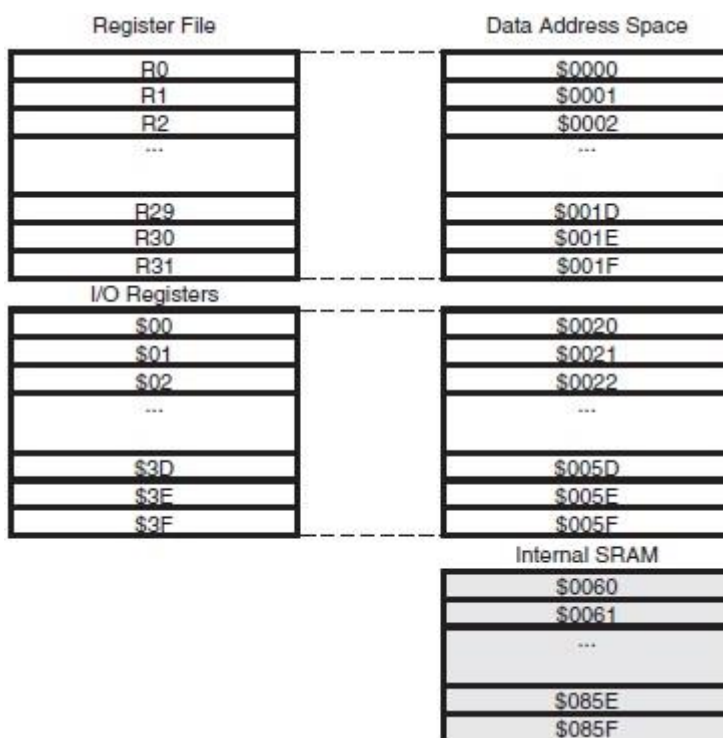 Register File
Data Address Space
R0
$0000
R1
$0001
R2
$0002
...
...
R29
$001D
R30
$001E
R31
$001F
I/O Registers
$00
$0020
$01
$0021
$02
$0022
...
...
$3D
$005D
$3E
$005E
$3F
$005F
Internal SRAM
$0060
$0061
...
$085E
$085F